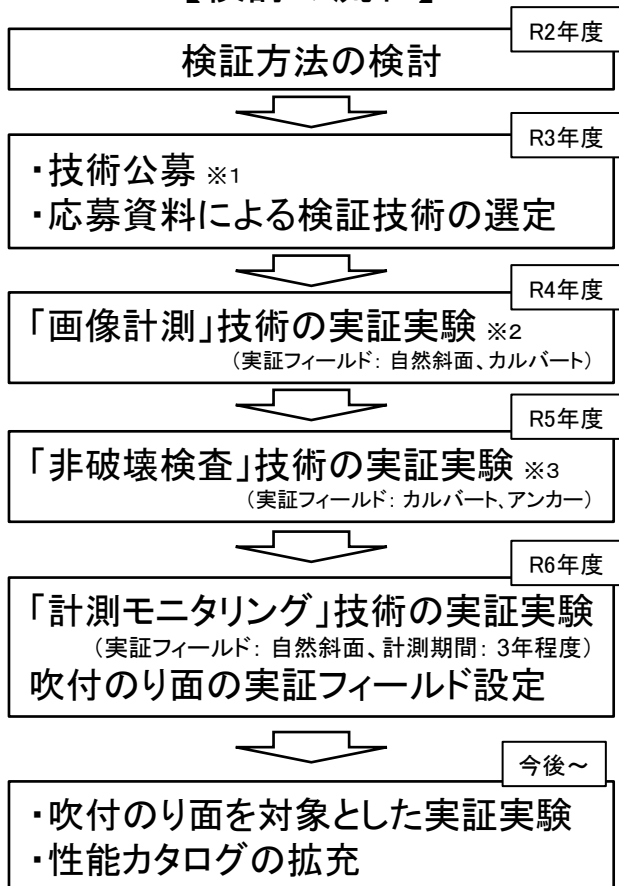 R2年度
検証方法の検討
R3年度
・技術公募 ※1
・応募資料による検証技術の選定
R4年度
「画像計測」技術の実証実験 ※2
（実証フィールド： 自然斜面、カルバート）
R5年度
「非破壊検査」技術の実証実験 ※3
（実証フィールド： カルバート、アンカー）
R6年度
「計測モニタリング」技術の実証実験
（実証フィールド： 自然斜面、計測期間： 3年程度）
吹付のり面の実証フィールド設定
今後～
・吹付のり面を対象とした実証実験
・性能カタログの拡充